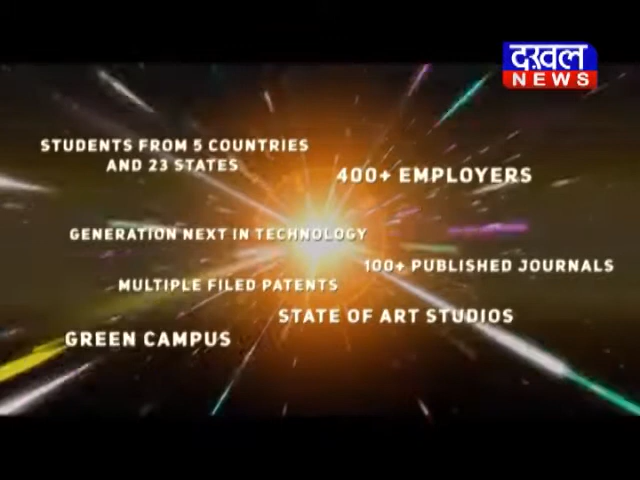 दख़ल
NEWS
STUDENTS FROM 5 COUNTRIES
AND 23 STATES
400+ EMPLOYERS
GENERATION NEXT IN TECHNOLOGY
100+ PUBLISHED JOURNALS
MULTIPLE FILED PATENTS
STATE OF ART STUDIOS
GREEN CAMPUS